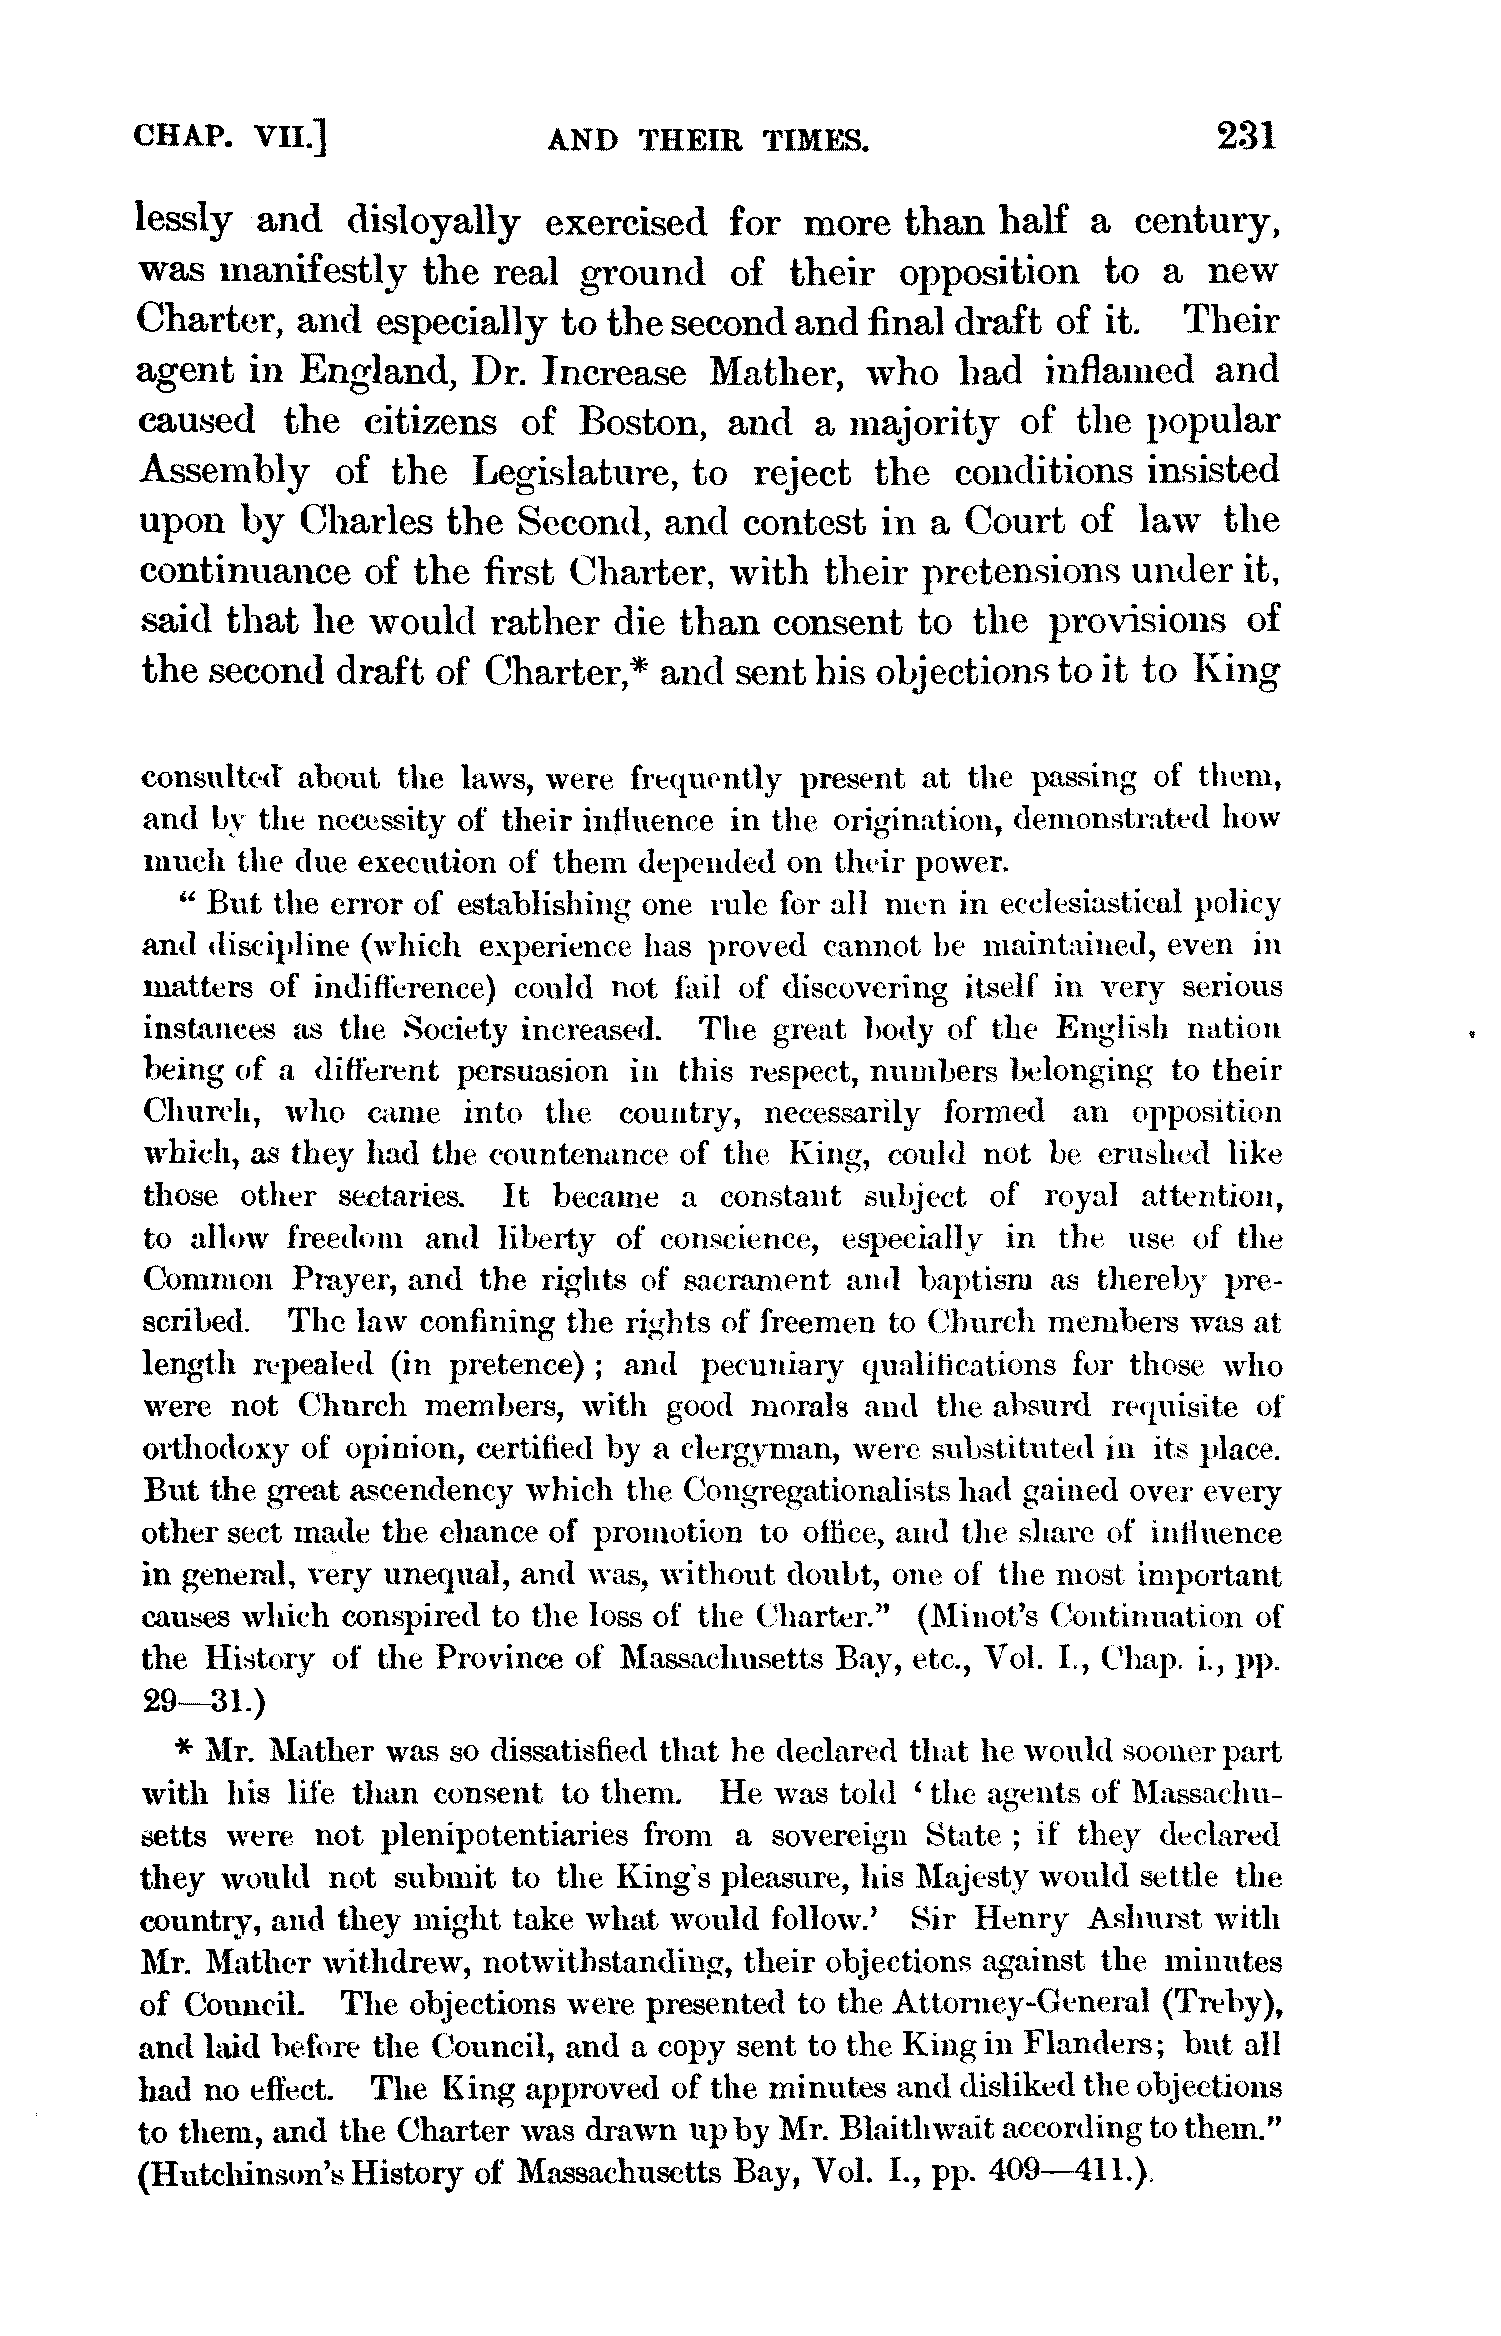 CHAP. VII.] AND THEIR TIMES. 231
lessly and disloyally exercised for more than half a century,
was manifestly the real ground of their opposition to a new
Charter, and especially to the second and final draft of it. Their
agent in England, Dr. Increase Mather, who had inflamed and
caused the citizens of Boston, and a majority of the popular
Assembly of the Legislature, to reject the conditions insisted
upon by Charles the Second, and contest in a Court of law the
continuance of the first Charter, with their pretensions under it,
said that he would rather die than consent to the provisions of
the second draft of Charter,* and sent his objections to it to King
consulted about the laws, were frequently present at the passing of them,
and by the necessity of their influence in the origination, demonstrated how
much the due execution of them depended on their power.
“ But the error of establishing one rule for all men in ecclesiastical policy
and discipline (which experience has proved cannot be maintained, even in
matters of indifference) could not fail of discovering itself in very serious
instances as the Society increased. The great body of the English nation
being of a different persuasion in this respect, numbers belonging to their
Church, who came into the country, necessarily formed an opposition
which, as they had the countenance of the King, could not be crushed like
those other sectaries. It became a constant subject of royal attention,
to allow freedom and liberty of conscience, especially in the use of the
Common Prayer, and the rights of sacrament and baptism as thereby pre-
scribed. The law confining the rights of freemen to Church members was at
length repealed (in pretence) ; and pecuniary qualifications for those who
were not Church members, with good morals and the absurd requisite of
orthodoxy of opinion, certified by a clergyman, were substituted in its place.
But the great ascendency which the Congregationalists had gained over every
other sect made the chance of promotion to office, and the share of influence
in general, very unequal, and was, without doubt, one of the most important
causes which conspired to the loss of the Charter.” (Minot's Continuation of
the History of the Province of Massachusetts Bay, etc., Vol. I., Chap. i., pp.
29—31.)
* Mr. Mather was so dissatisfied that he declared that he would sooner part
with his life than consent to them. He was told ‘ the agents of Massachu-
setts were not plenipotentiaries from a sovereign State ; if they declared
they would not submit to the King's pleasure, his Majesty would settle the
country, and they might take what would follow.’ Sir Henry Ashurst with
Mr. Mather withdrew, notwithstanding, their objections against the minutes
of Council. The objections were presented to the Attorney-General (Treby),
and laid before the Council, and a copy sent to the King in Flanders; but all
had no effect. The King approved of the minutes and disliked the objections
to them, and the Charter was drawn up by Mr. Blaithwait according to them.”
(Hutchinson's History of Massachusetts Bay, Vol. I., pp. 409—411.).